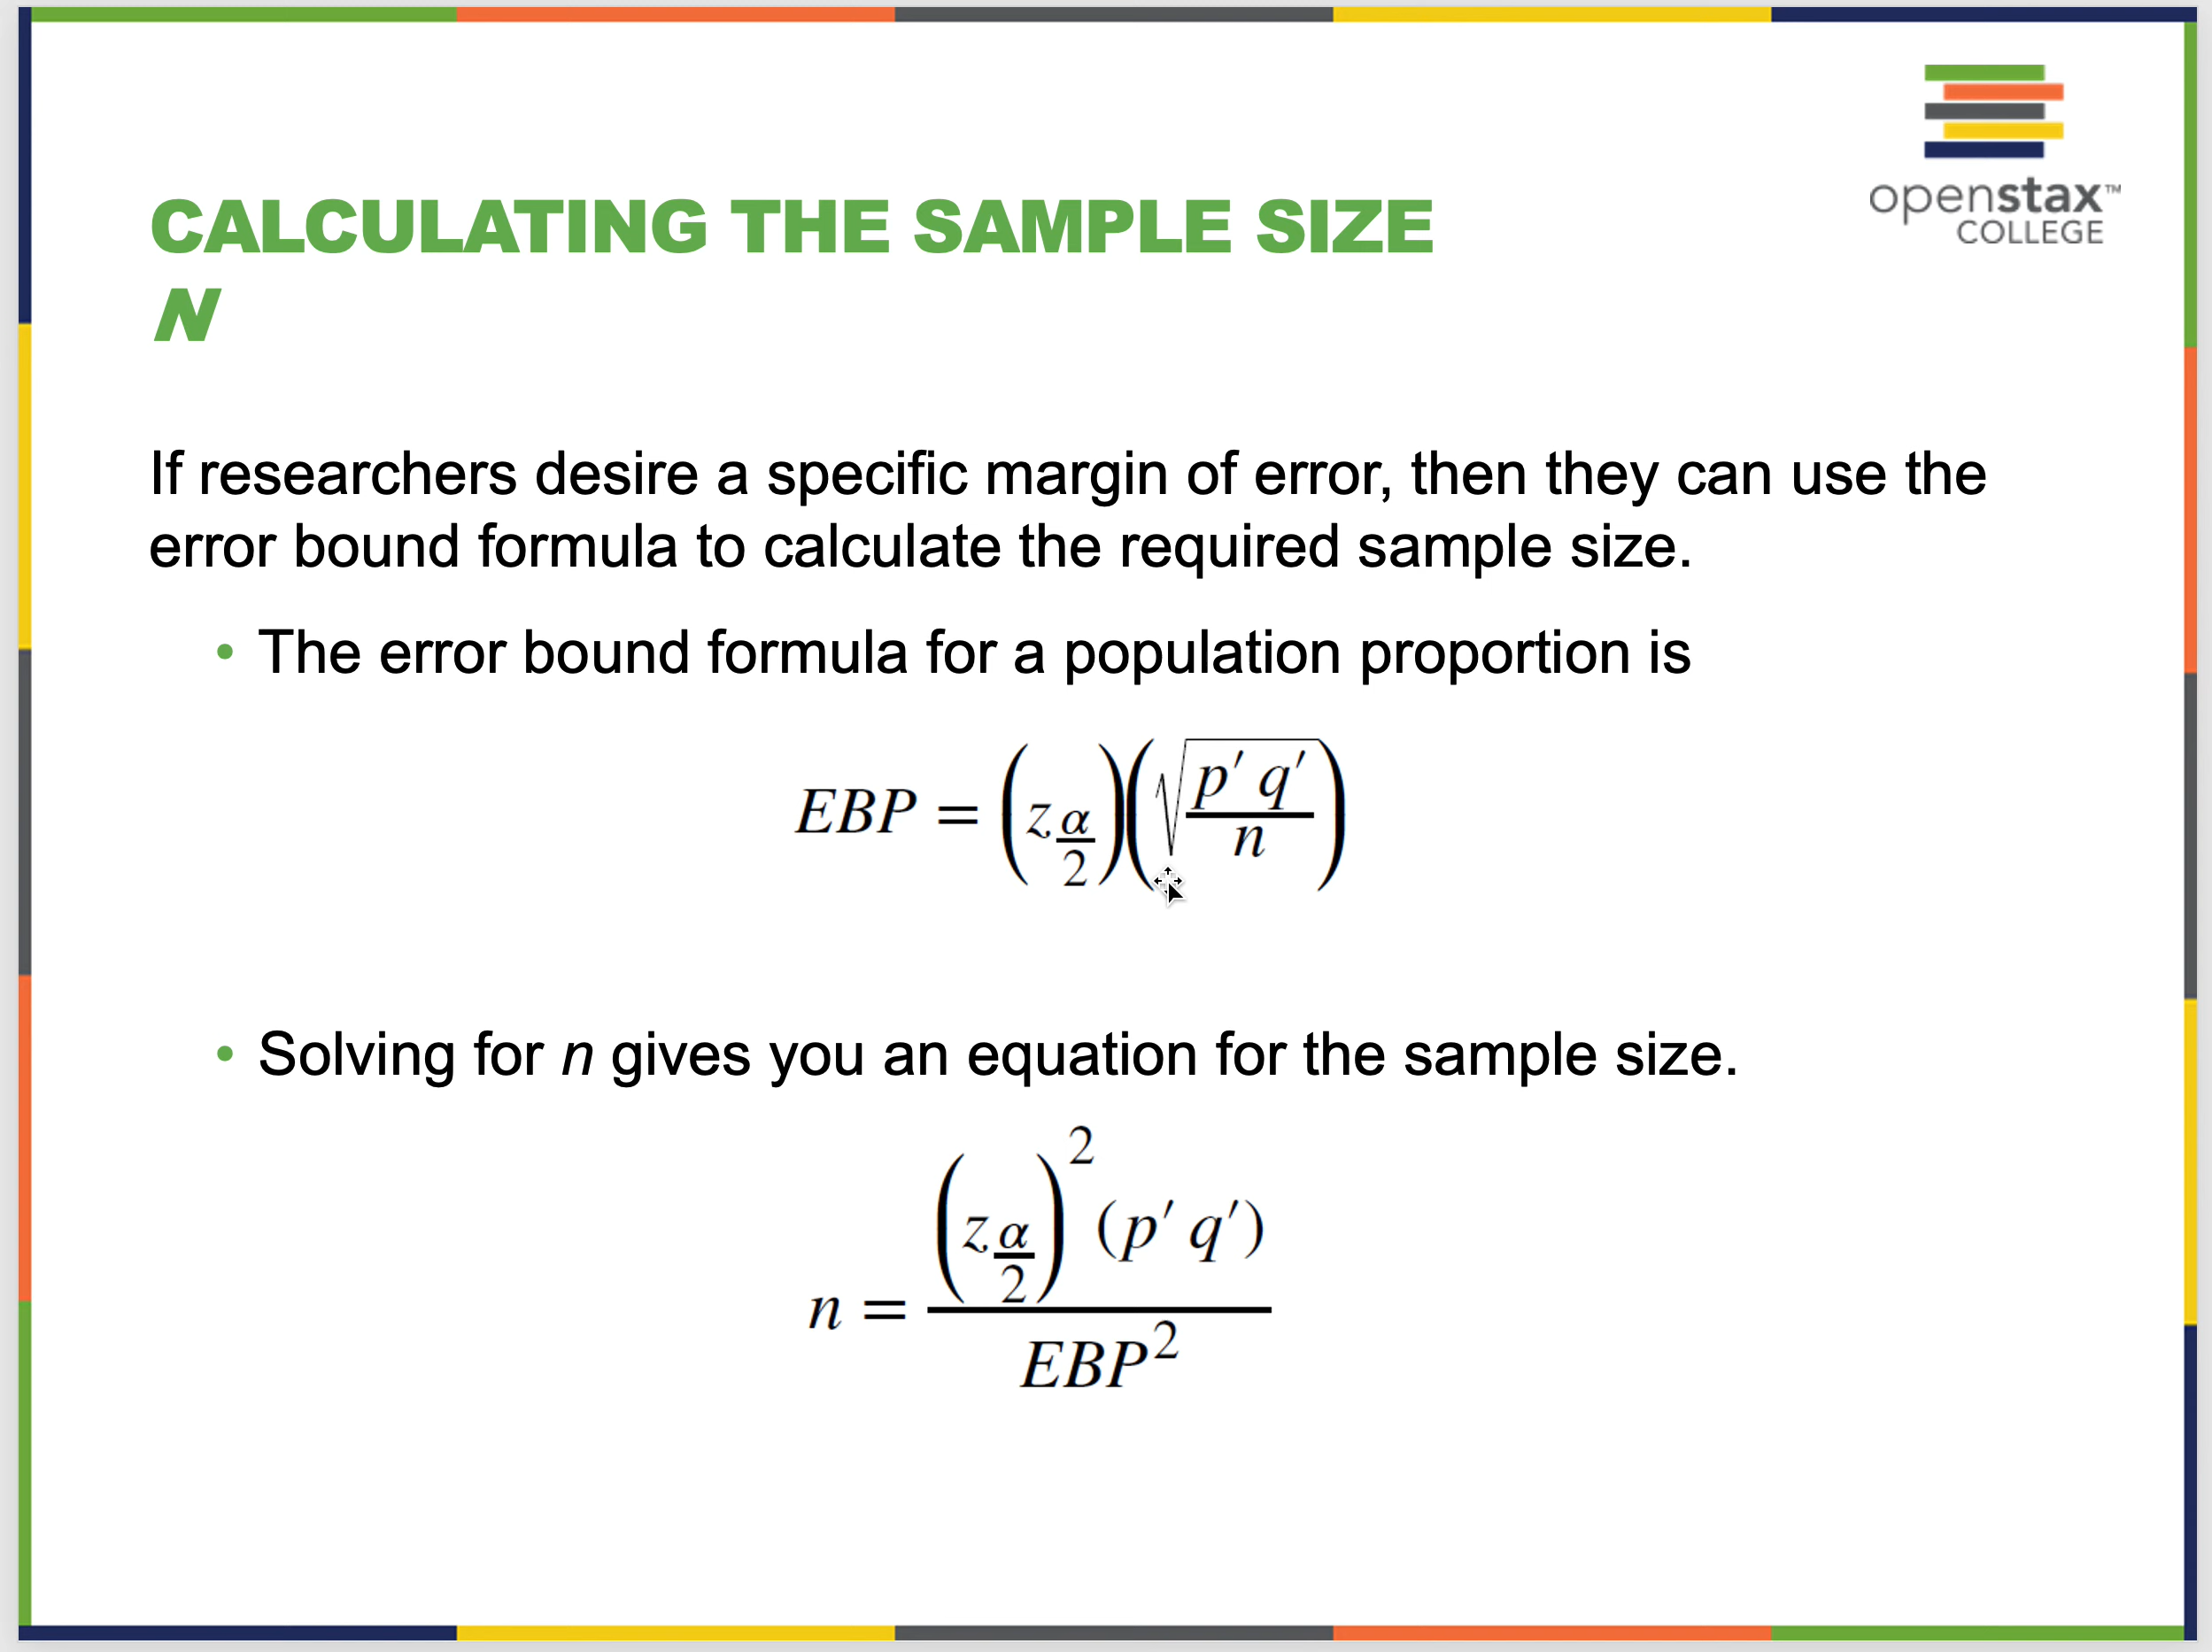 openstax™
COLLEGE
CALCULATING THE SAMPLE SIZE
N
If researchers desire a specific margin of error, then they can use the
error bound formula to calculate the required sample size.
• The error bound formula for a population proportion is
EBP = (z_{α/2})(√(p′ q′/n))
• Solving for n gives you an equation for the sample size.
n = (z_{α/2})²(p′ q′)/EBP²